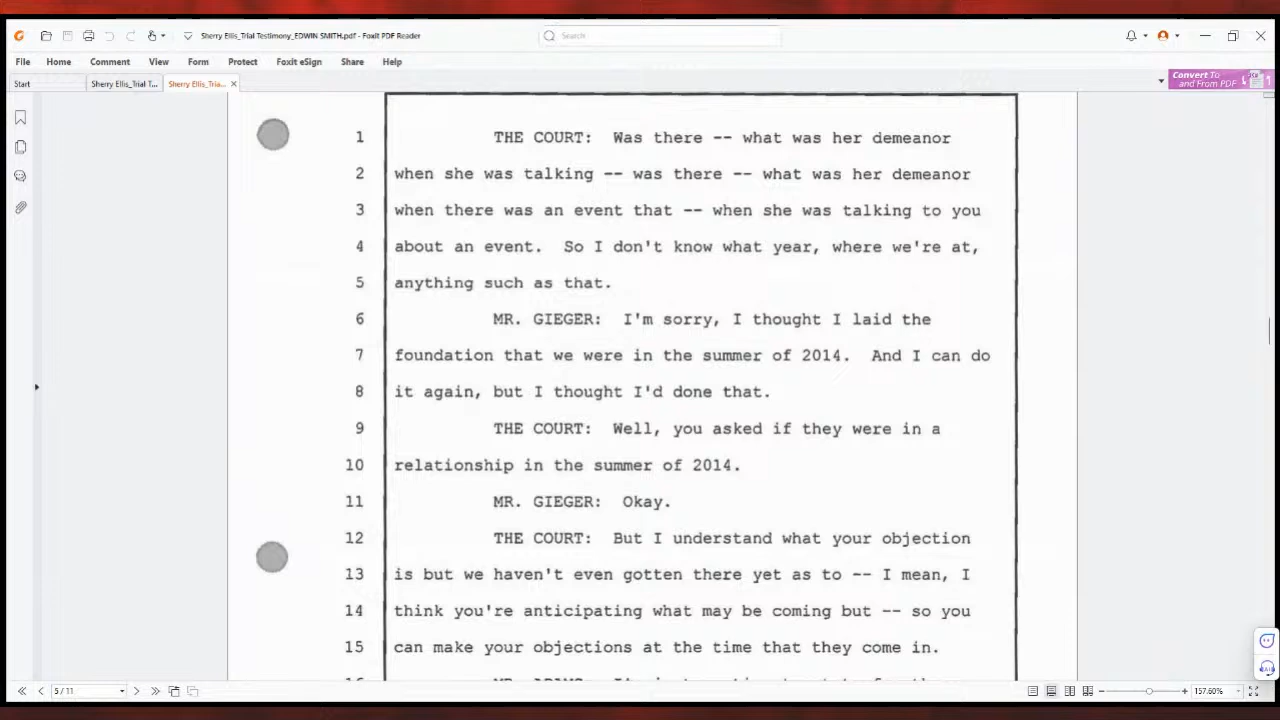 Sherry Ellis_Trial Testimony_EDWIN SMITH.pdf - Foxit PDF Reader
Search
File Home Comment View Form Protect Foxit eSign Share Help
Start Sherry Ellis_Trial T... Sherry Ellis_Tria...
Convert To
and From PDF
1 THE COURT: Was there -- what was her demeanor
2 when she was talking -- was there -- what was her demeanor
3 when there was an event that -- when she was talking to you
4 about an event. So I don't know what year, where we're at,
5 anything such as that.
6 MR. GIEGER: I'm sorry, I thought I laid the
7 foundation that we were in the summer of 2014. And I can do
8 it again, but I thought I'd done that.
9 THE COURT: Well, you asked if they were in a
10 relationship in the summer of 2014.
11 MR. GIEGER: Okay.
12 THE COURT: But I understand what your objection
13 is but we haven't even gotten there yet as to -- I mean, I
14 think you're anticipating what may be coming but -- so you
15 can make your objections at the time that they come in.
5 / 11
157.60%